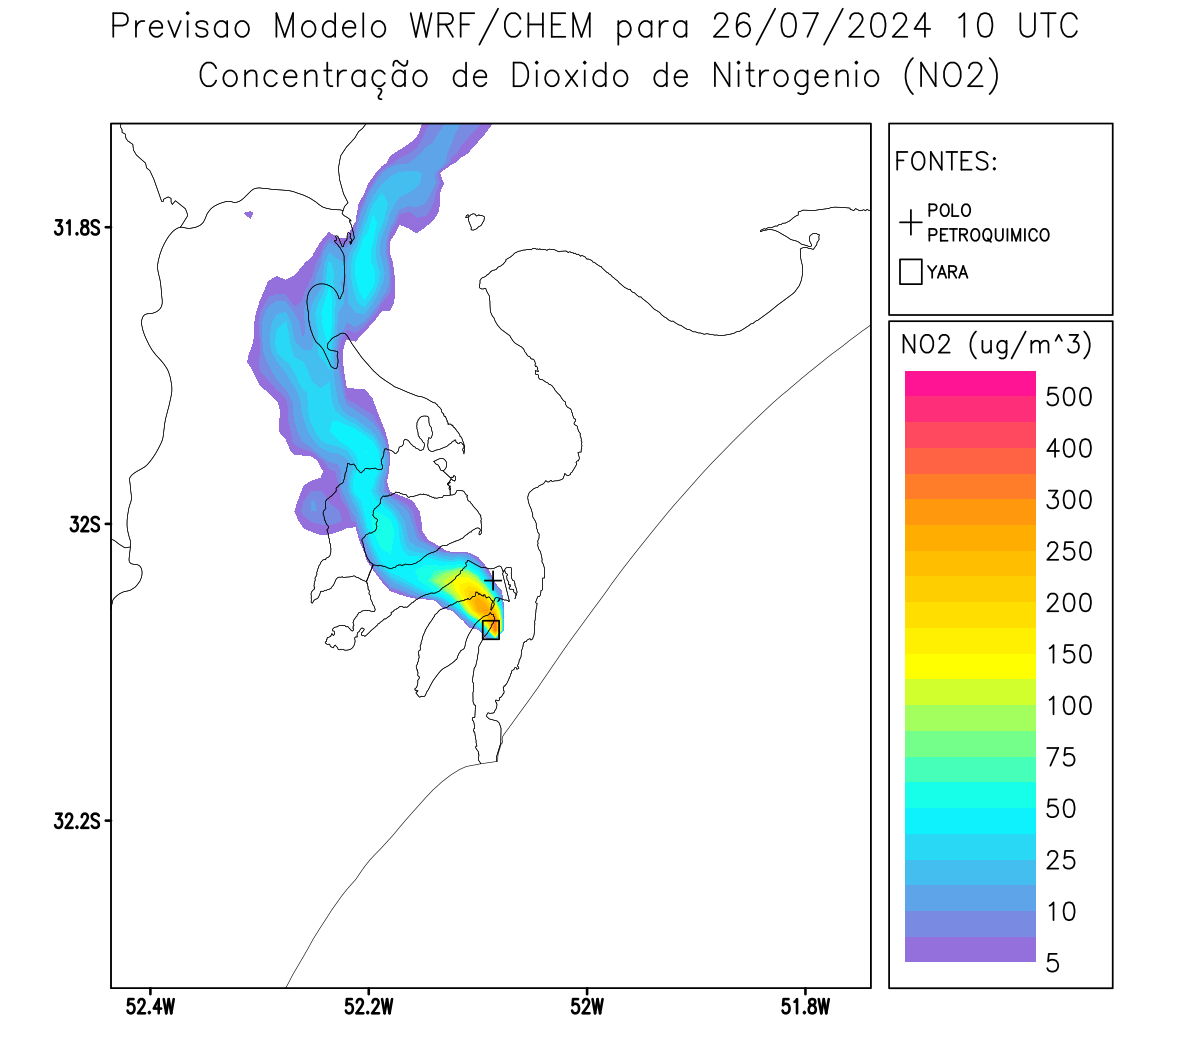 Previsao Modelo WRF/CHEM para 26/07/2024 10 UTC
Concentração de Dioxido de Nitrogenio (NO2)
FONTES:
POLO
PETROQUIMICO
YARA
NO2 (ug/m^3)
500
400
300
250
200
150
100
75
50
25
10
5
31.8S
32S
32.2S
52.4W
52.2W
52W
51.8W